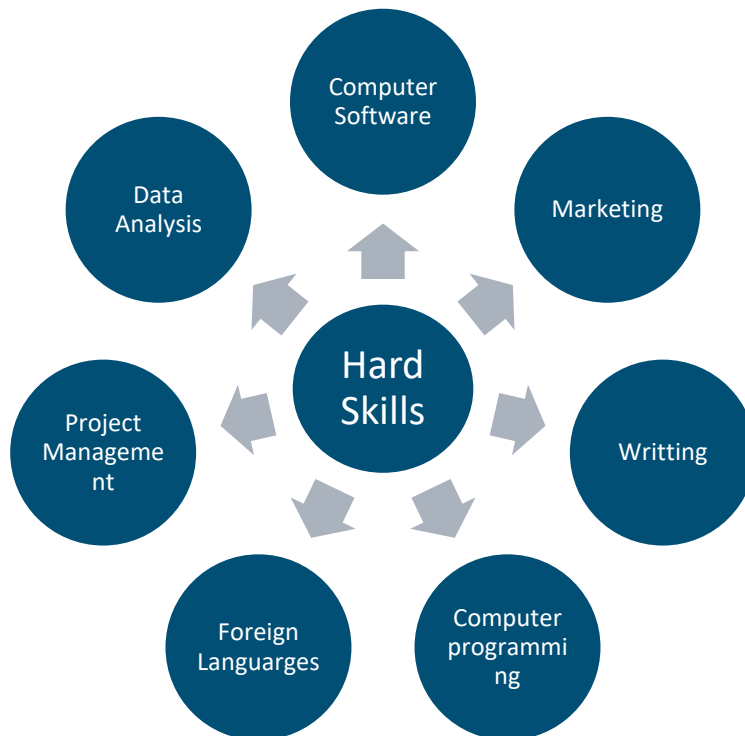 Computer
Software
Marketing
Writting
Computer
programmi
ng
Foreign
Languarges
Project
Manageme
nt
Data
Analysis
Hard
Skills